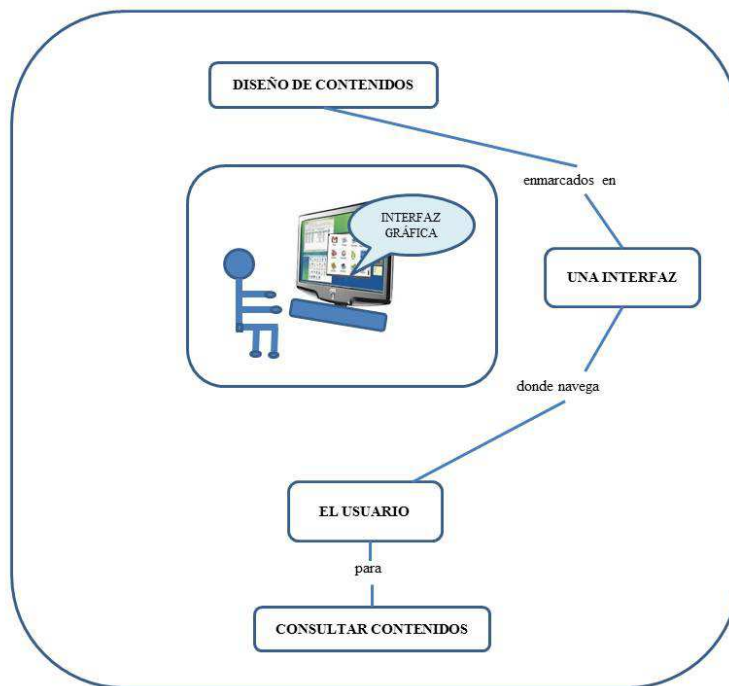 DISEÑO DE CONTENIDOS
enmarcados en
INTERFAZ
GRÁFICA
UNA INTERFAZ
donde navega
EL USUARIO
para
CONSULTAR CONTENIDOS